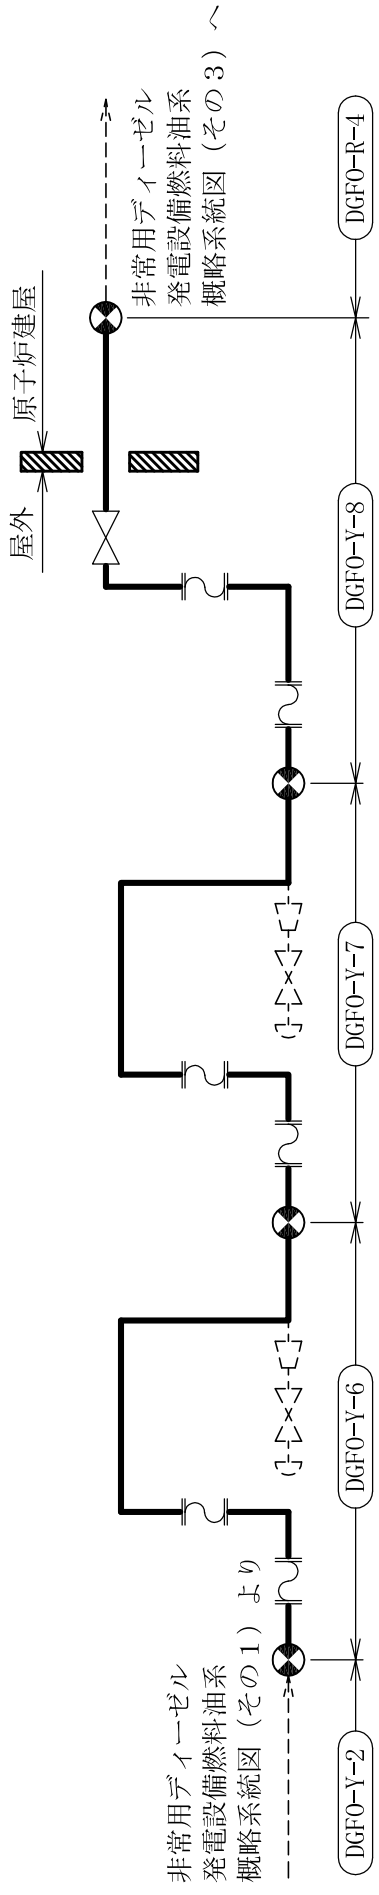 非常用ディーゼル
発電設備燃料油系
概略系統図（その１）より
屋外
原子炉建屋
非常用ディーゼル
発電設備燃料油系
概略系統図（その３）へ
DGFO-Y-2
DGFO-Y-6
DGFO-Y-7
DGFO-Y-8
DGFO-R-4